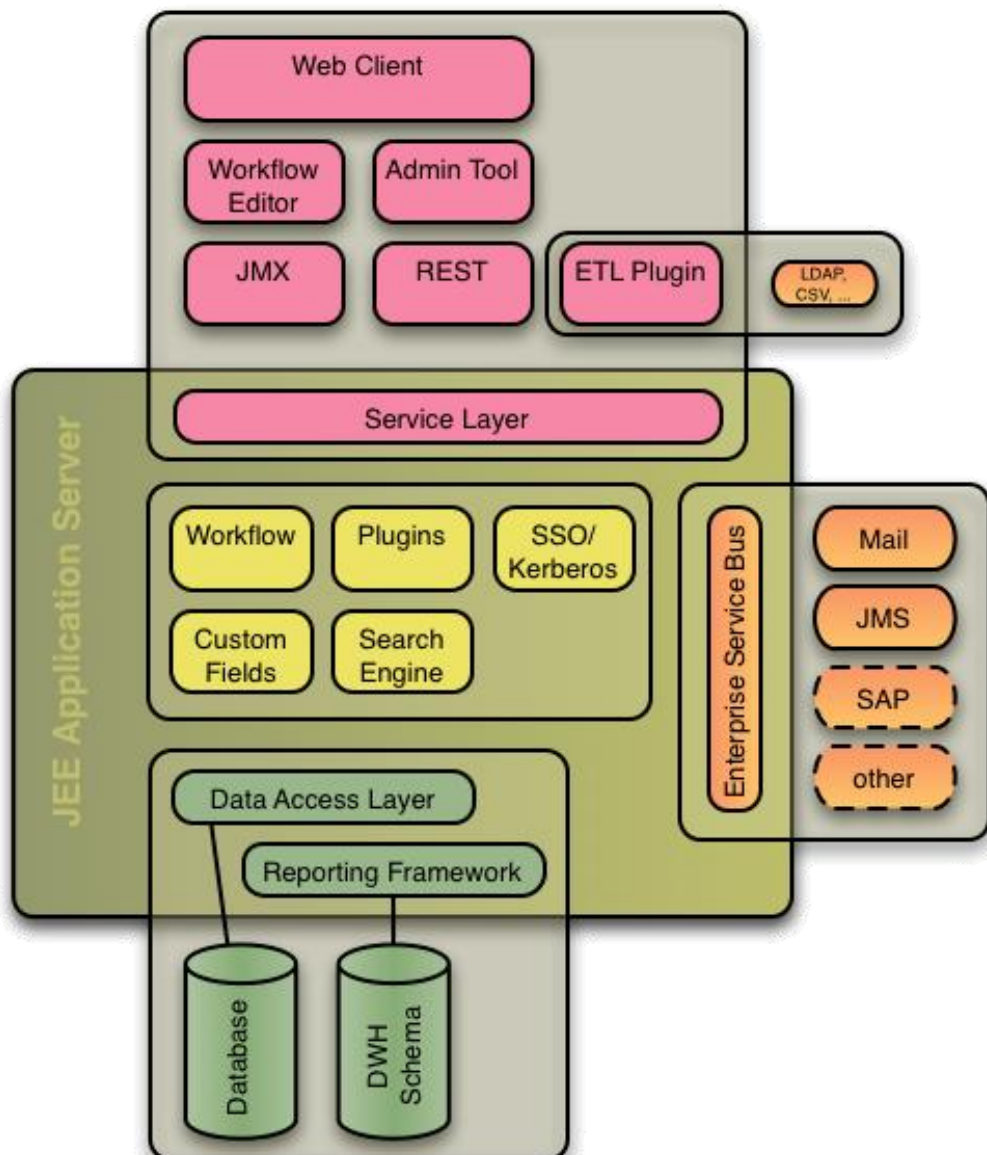 Web Client
Workflow
Editor
Admin Tool
JMX
REST
ETL Plugin
LDAP,
CSV, ...
JEE Application Server
Service Layer
Workflow
Plugins
SSO/
Kerberos
Custom
Fields
Search
Engine
Enterprise Service Bus
Mail
JMS
SAP
other
Data Access Layer
Reporting Framework
Database
DWH
Schema